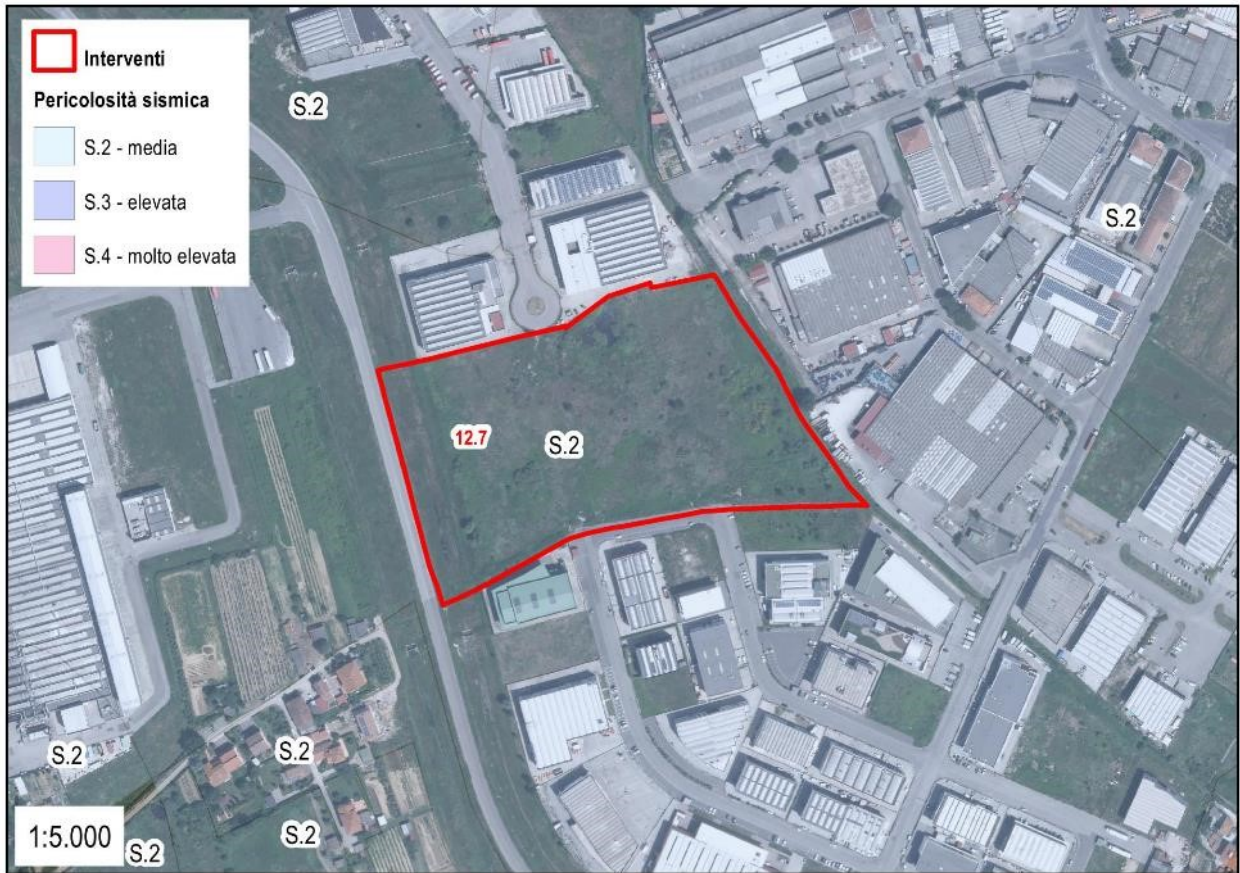 Interventi
Pericolosità sismica
S.2 - media
S.3 - elevata
S.4 - molto elevata
S.2
S.2
12.7
S.2
S.2
S.2
S.2
S.2
1:5.000